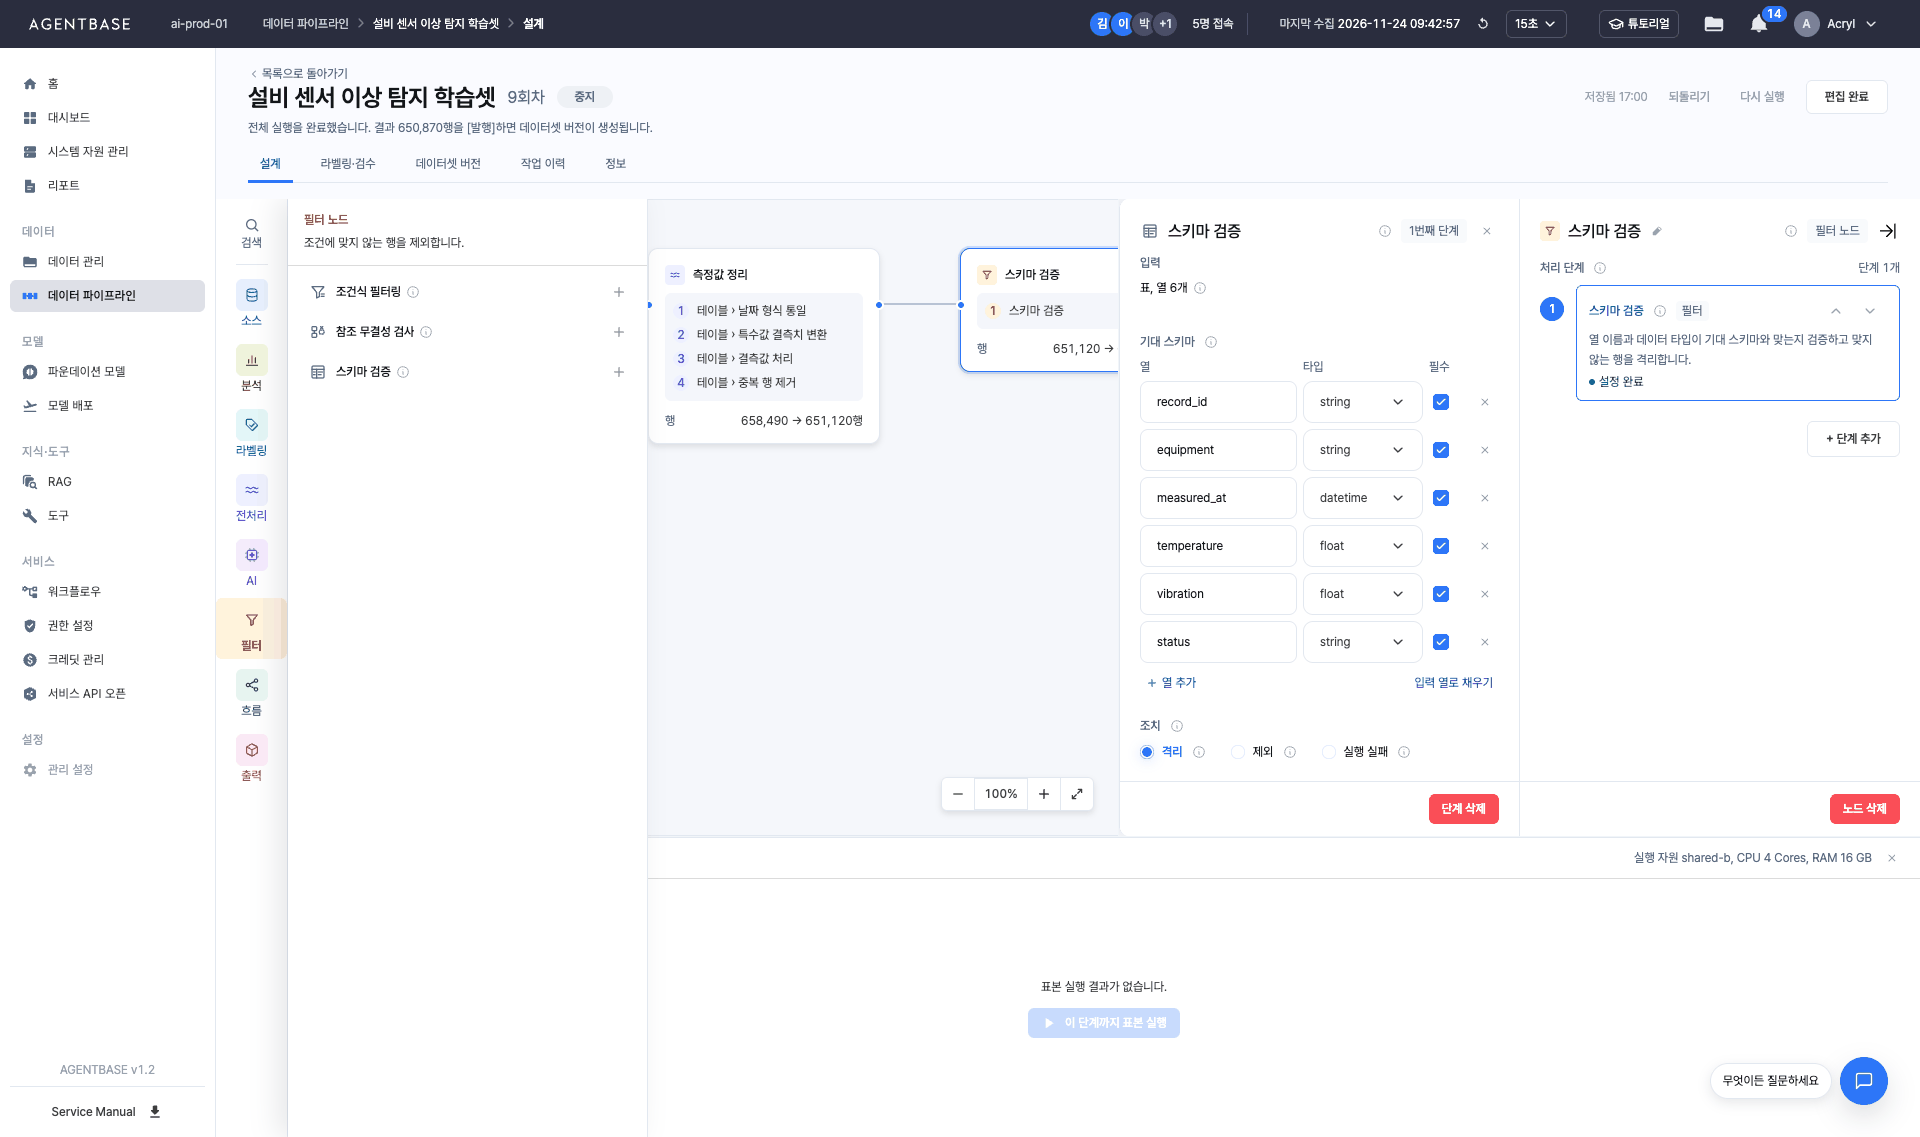 AGENTBASE
ai-prod-01
데이터 파이프라인 > 설비 센서 이상 탐지 학습셋 > 설계
김 이 박 +1 5명 접속
마지막 수집 2026-11-24 09:42:57
15초
튜토리얼
14
A Acryl
홈
대시보드
시스템 자원 관리
리포트
데이터
데이터 관리
데이터 파이프라인
모델
파운데이션 모델
모델 배포
지식·도구
RAG
도구
서비스
워크플로우
권한 설정
크레딧 관리
서비스 API 오픈
설정
관리 설정
AGENTBASE v1.2
Service Manual
목록으로 돌아가기
설비 센서 이상 탐지 학습셋 9회차 중지
전체 실행을 완료했습니다. 결과 650,870행을 [발행]하면 데이터셋 버전이 생성됩니다.
저장됨 17:00 되돌리기 다시 실행 편집 완료
설계 라벨링·검수 데이터셋 버전 작업 이력 정보
검색
소스
분석
라벨링
전처리
AI
필터
흐름
출력
필터 노드
조건에 맞지 않는 행을 제외합니다.
조건식 필터링
참조 무결성 검사
스키마 검증
측정값 정리
1 테이블 › 날짜 형식 통일
2 테이블 › 특수값 결측치 변환
3 테이블 › 결측값 처리
4 테이블 › 중복 행 제거
행 658,490 → 651,120행
스키마 검증
1 스키마 검증
행 651,120 →
100%
스키마 검증 1번째 단계
입력
표, 열 6개
기대 스키마
열 타입 필수
record_id string
equipment string
measured_at datetime
temperature float
vibration float
status string
+ 열 추가 입력 열로 채우기
조치
격리 제외 실행 실패
단계 삭제
스키마 검증 필터 노드
처리 단계 단계 1개
1 스키마 검증 필터
열 이름과 데이터 타입이 기대 스키마와 맞는지 검증하고 맞지
않는 행을 격리합니다.
설정 완료
+ 단계 추가
노드 삭제
실행 자원 shared-b, CPU 4 Cores, RAM 16 GB
표본 실행 결과가 없습니다.
이 단계까지 표본 실행
무엇이든 질문하세요